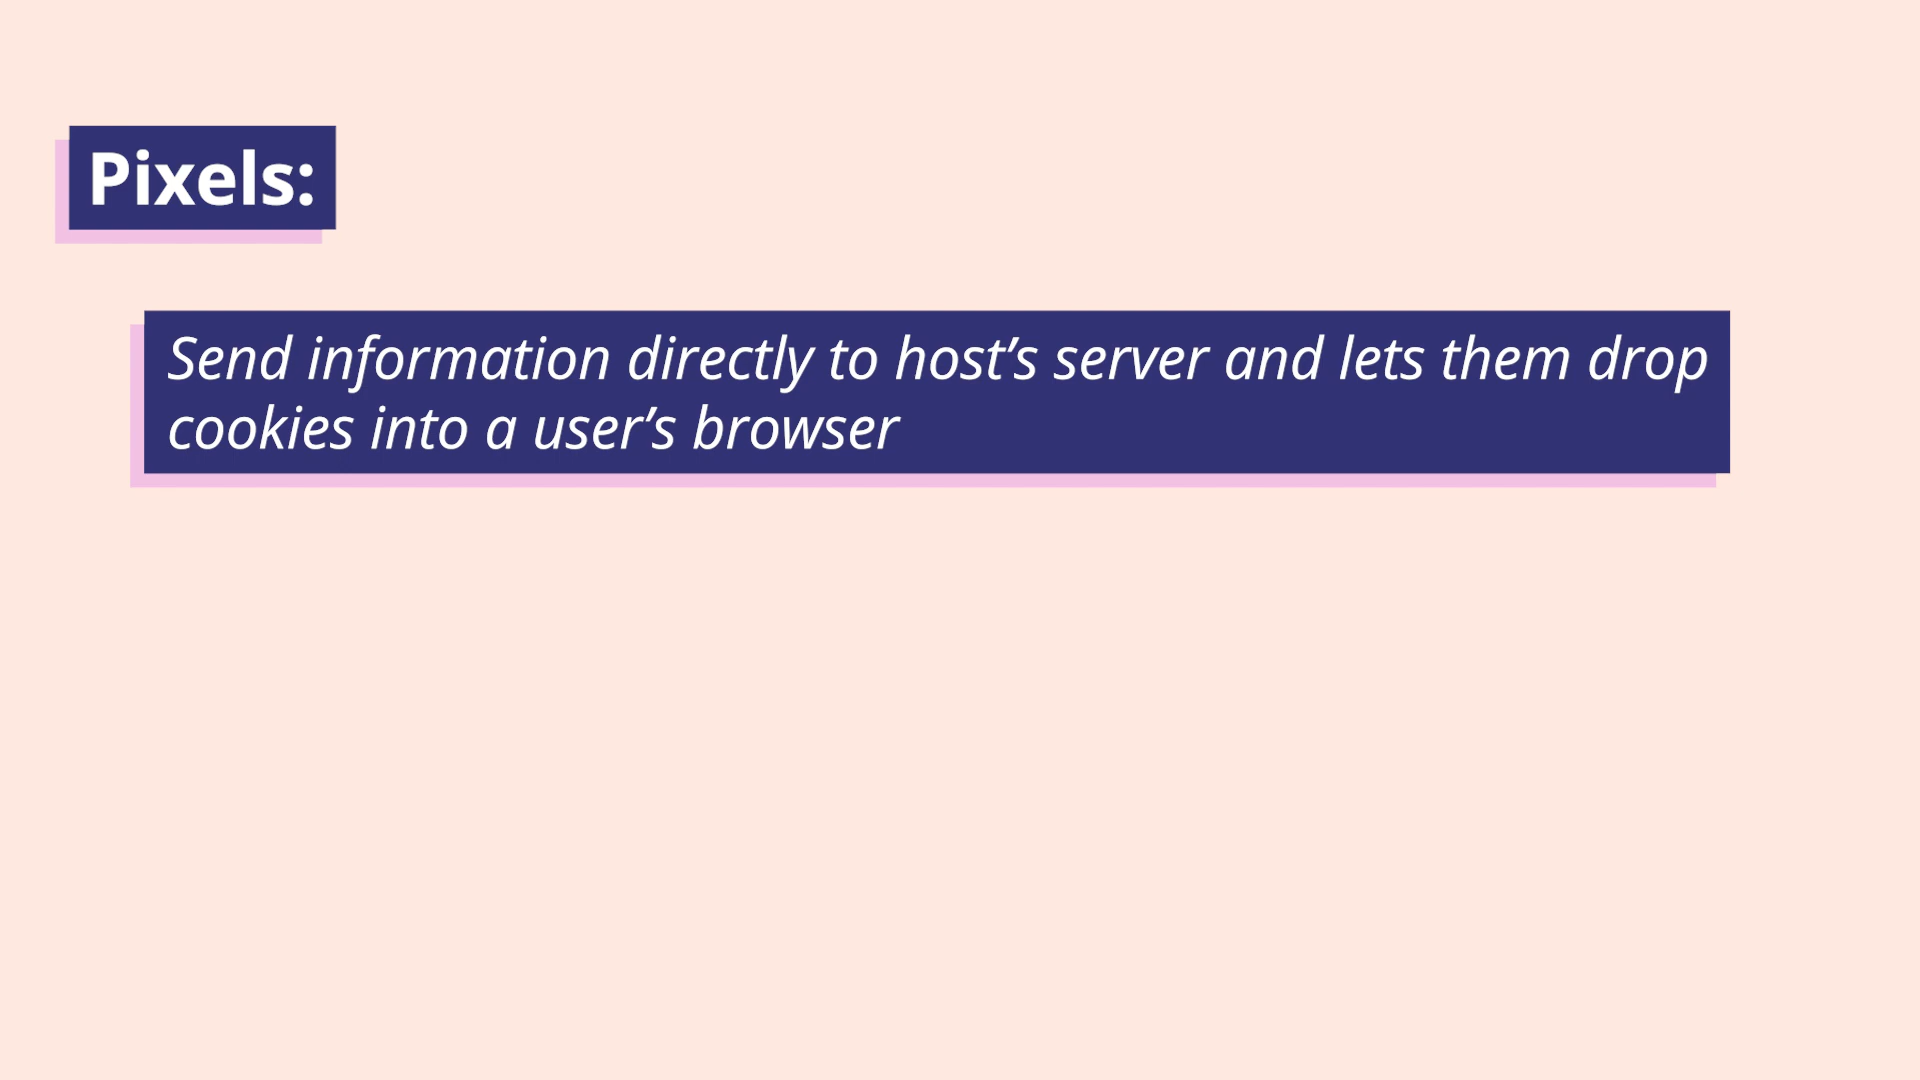 Pixels:
Send information directly to host’s server and lets them drop
cookies into a user’s browser